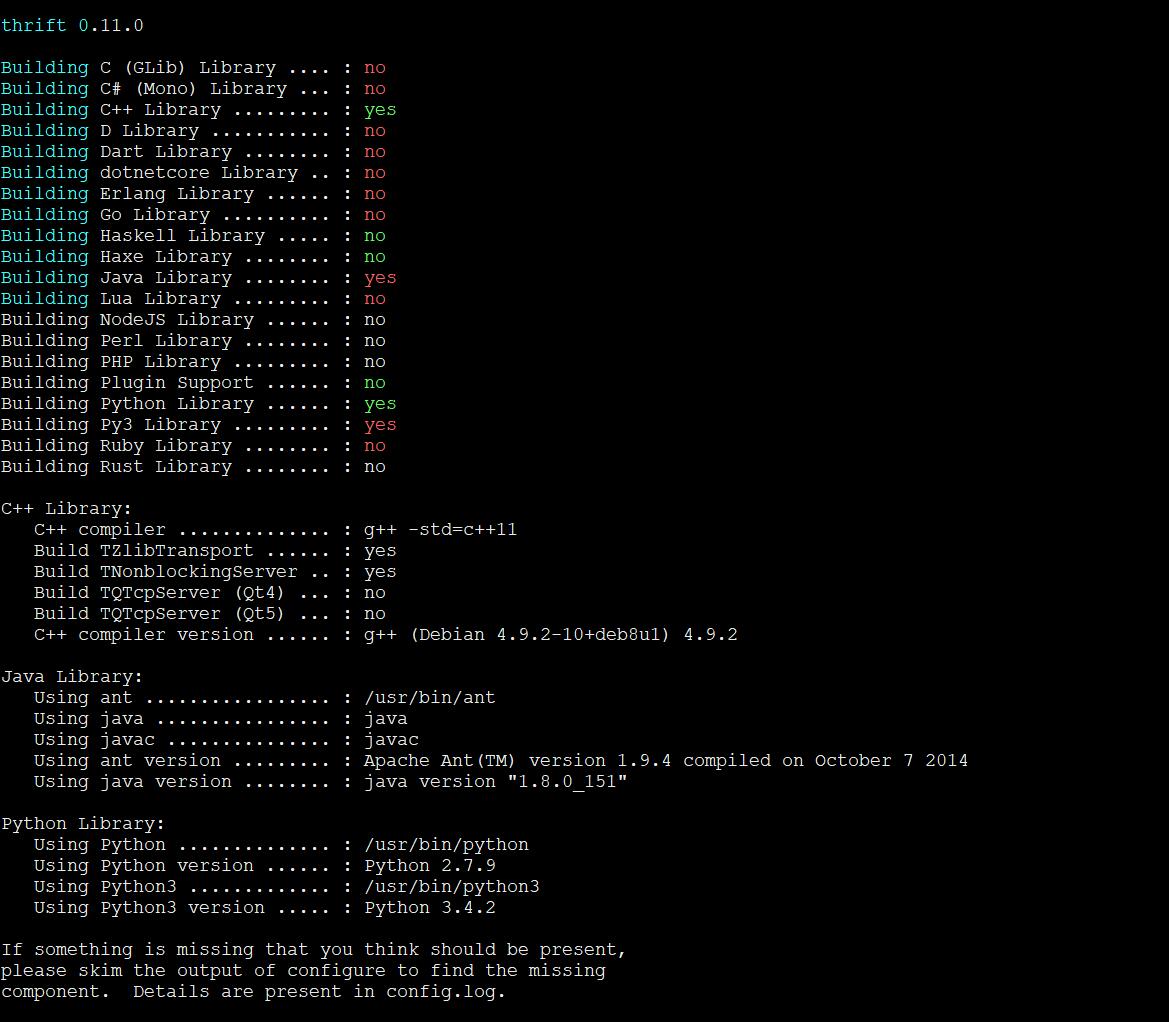 thrift 0.11.0
Building C (GLib) Library .... : no
Building C# (Mono) Library ... : no
Building C++ Library ......... : yes
Building D Library ........... : no
Building Dart Library ........ : no
Building dotnetcore Library .. : no
Building Erlang Library ...... : no
Building Go Library .......... : no
Building Haskell Library ..... : no
Building Haxe Library ........ : no
Building Java Library ........ : yes
Building Lua Library ......... : no
Building NodeJS Library ...... : no
Building Perl Library ........ : no
Building PHP Library ......... : no
Building Plugin Support ...... : no
Building Python Library ...... : yes
Building Py3 Library ......... : yes
Building Ruby Library ........ : no
Building Rust Library ........ : no
C++ Library:
C++ compiler .............. : g++ -std=c++11
Build TZlibTransport ...... : yes
Build TNonblockingServer .. : yes
Build TQTcpServer (Qt4) ... : no
Build TQTcpServer (Qt5) ... : no
C++ compiler version ...... : g++ (Debian 4.9.2-10+deb8u1) 4.9.2
Java Library:
Using ant ................. : /usr/bin/ant
Using java ................ : java
Using javac ............... : javac
Using ant version ......... : Apache Ant(TM) version 1.9.4 compiled on October 7 2014
Using java version ........ : java version "1.8.0_151"
Python Library:
Using Python .............. : /usr/bin/python
Using Python version ...... : Python 2.7.9
Using Python3 ............. : /usr/bin/python3
Using Python3 version ..... : Python 3.4.2
If something is missing that you think should be present,
please skim the output of configure to find the missing
component.  Details are present in config.log.